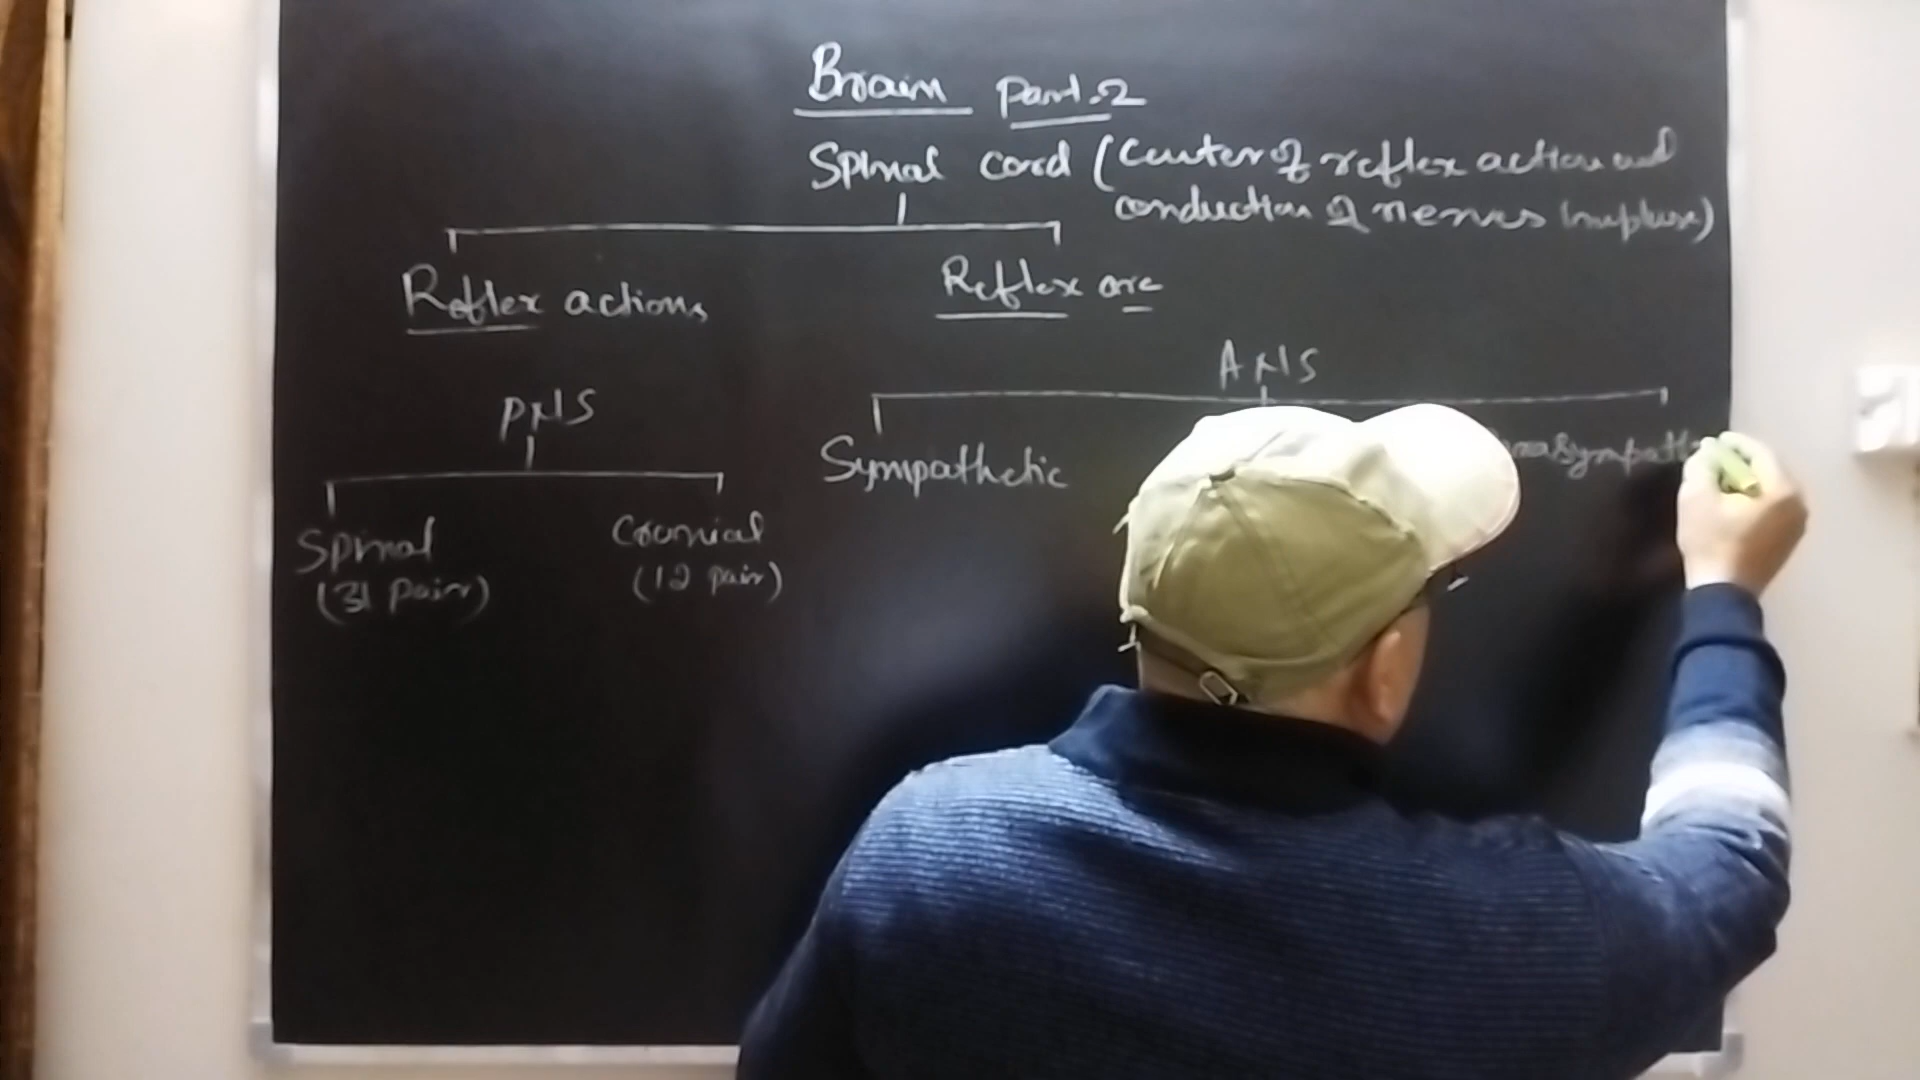 Brain Part-2
Spinal cord (Center of reflex action and
conduction of nerves Impluse)
Reflex actions
Reflex arc
ANS
PNS
Sympathetic
Spinal
(31 pair)
Cranial
(12 pair)